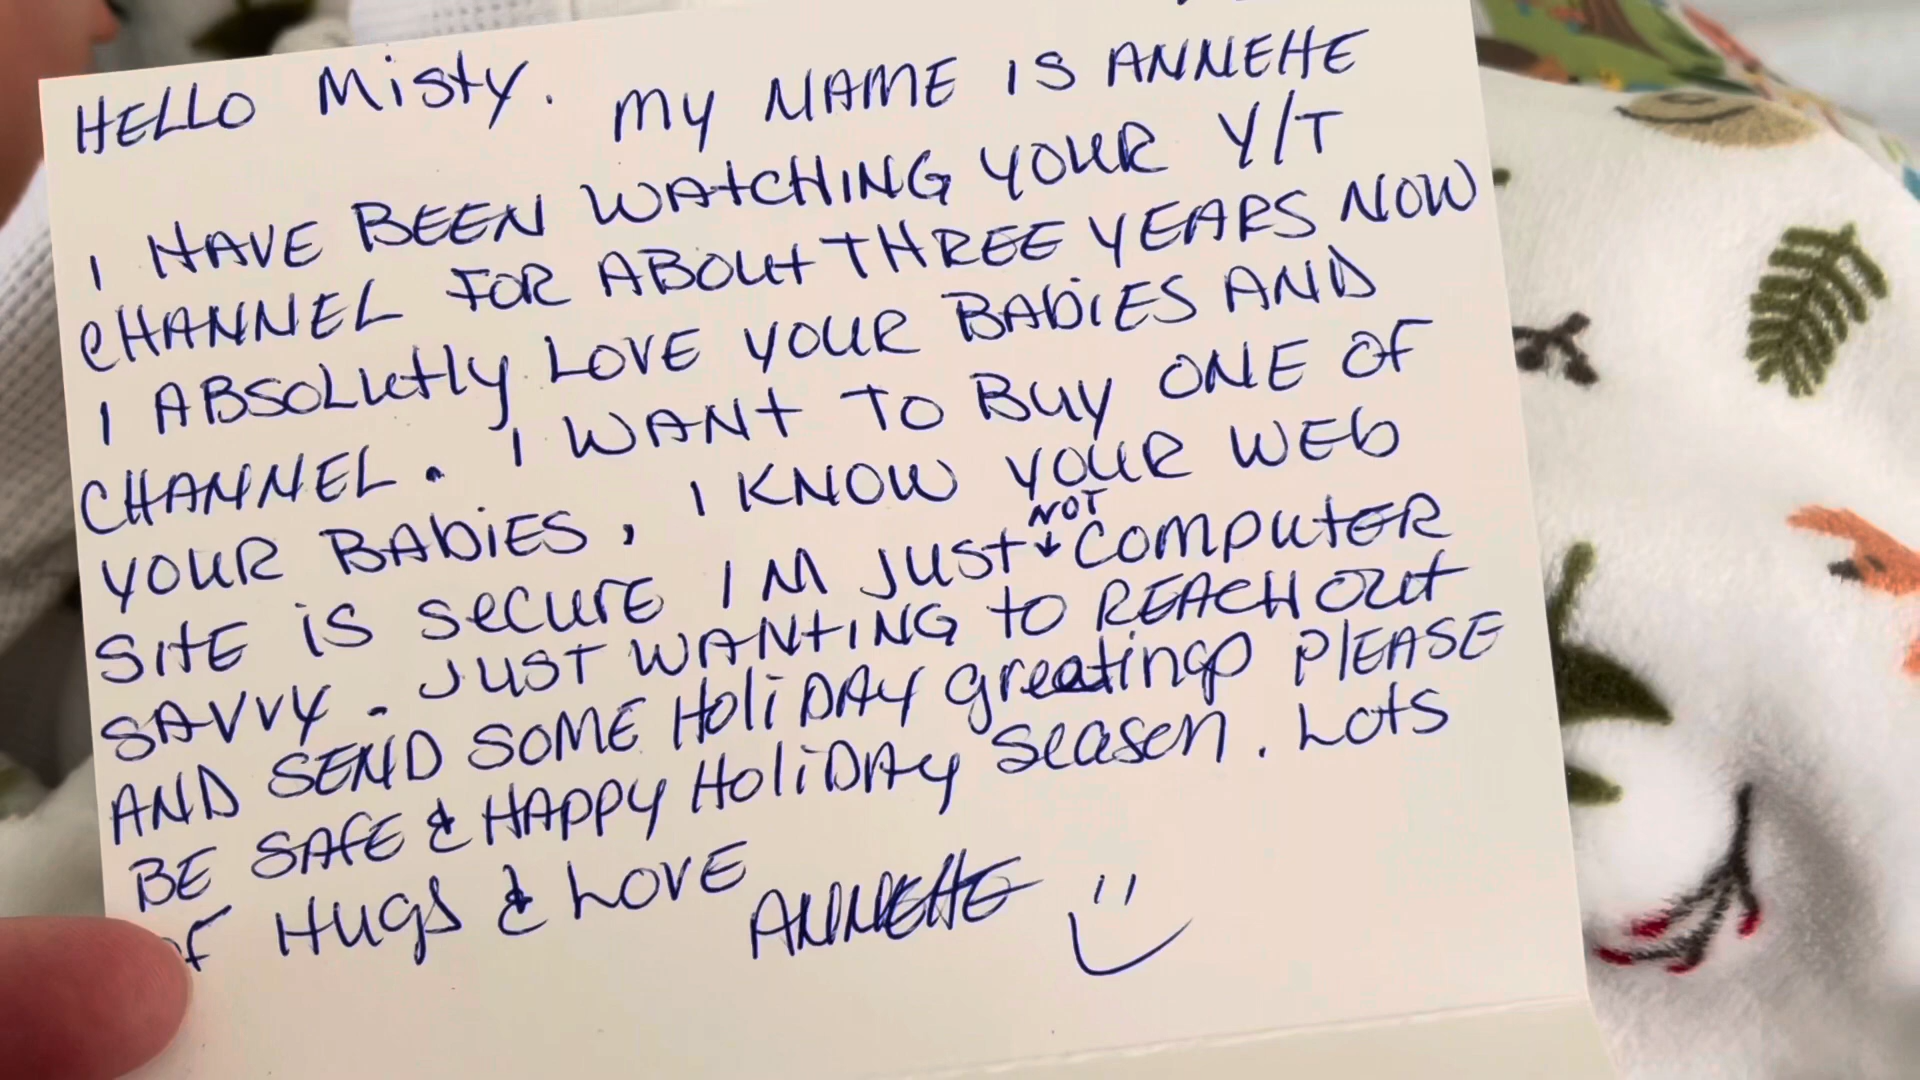 HELLO Misty. MY NAME IS ANNEHE
I HAVE BEEN WATCHING YOUR Y/T
CHANNEL FOR ABOUT THREE YEARS NOW
I ABSOLUtly LOVE YOUR BABIES AND
CHANNEL. I WANT TO BUY ONE OF
YOUR BABIES, I KNOW YOUR WEb
SITE is secure I M JUST NOT COMPUTER
SAVVY. JUST WANTING to REACH OUT
AND SEND SOME HOLIDAY greetings PLEASE
BE SAFE & HAPPY HOLIDAY season. Lots
of Hugs & LOVE ANNEHE